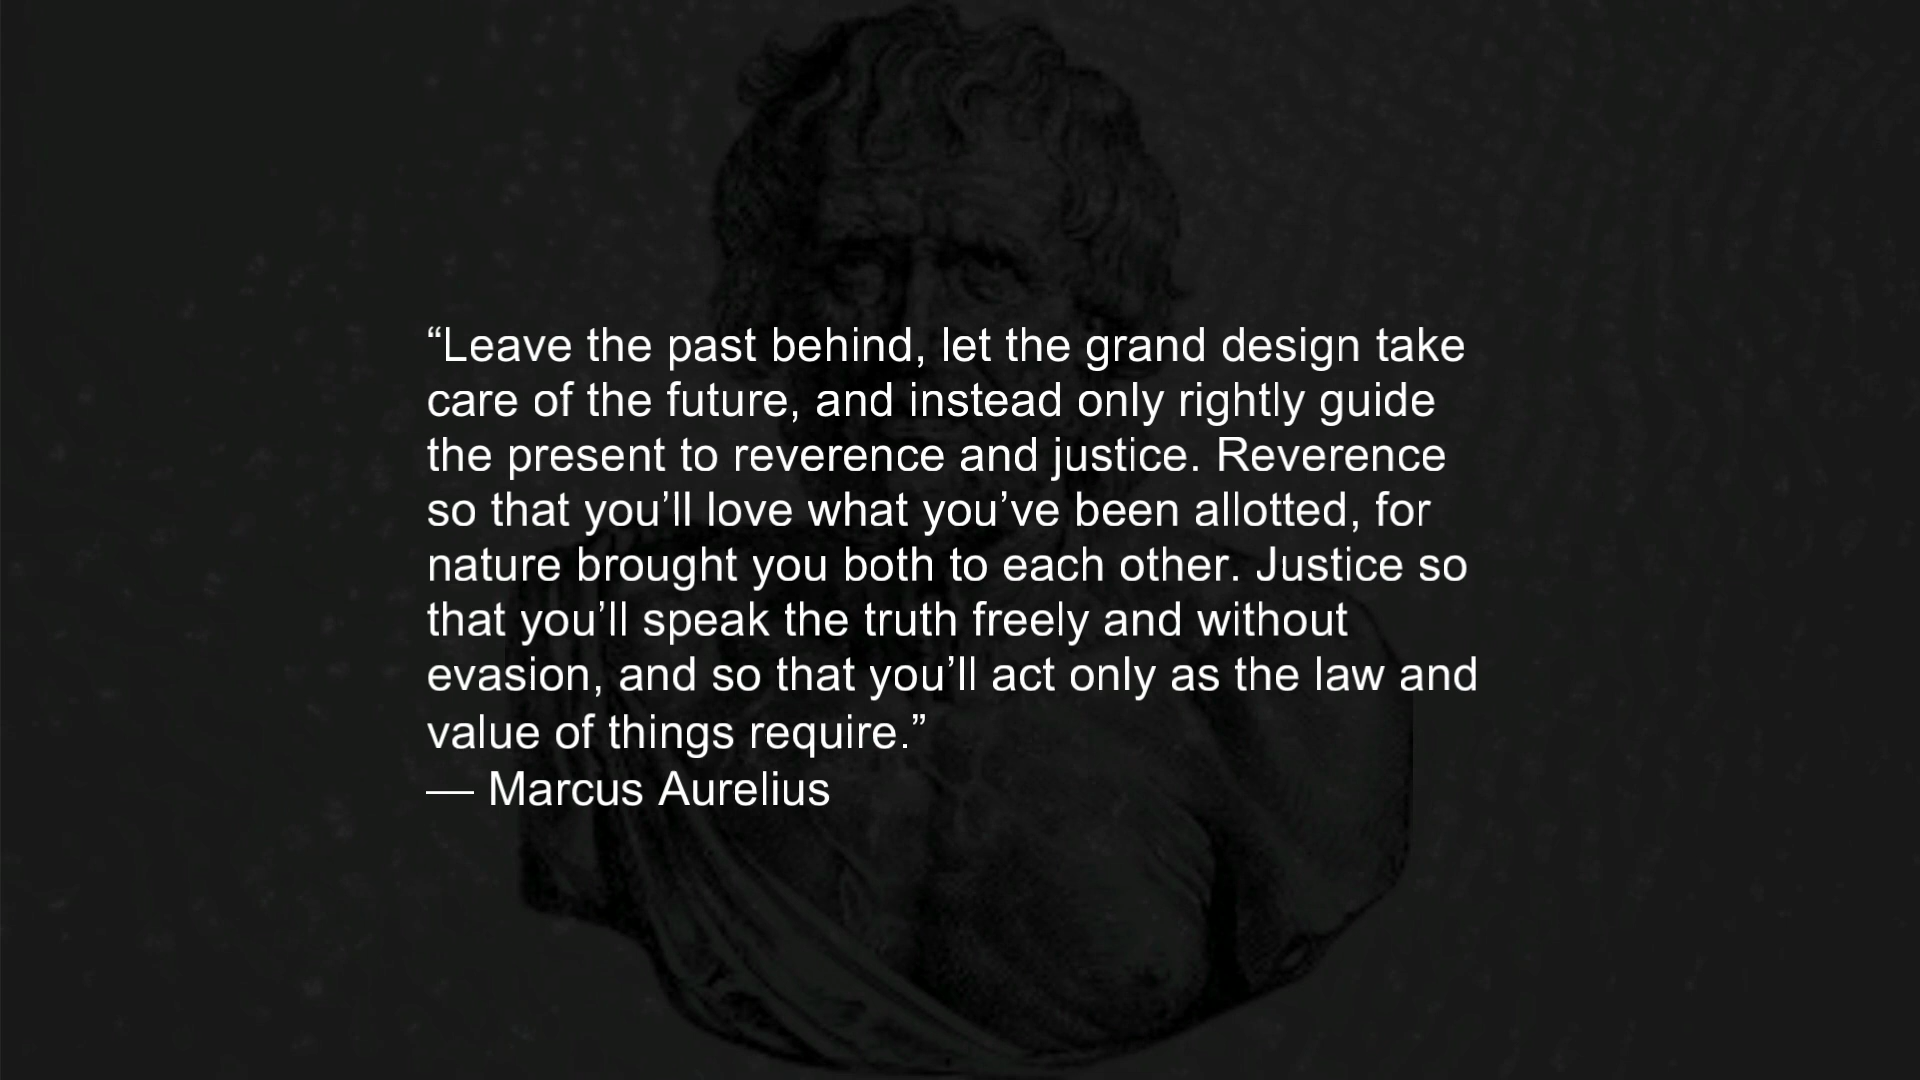 “Leave the past behind, let the grand design take
care of the future, and instead only rightly guide
the present to reverence and justice. Reverence
so that you’ll love what you’ve been allotted, for
nature brought you both to each other. Justice so
that you’ll speak the truth freely and without
evasion, and so that you’ll act only as the law and
value of things require.”
— Marcus Aurelius